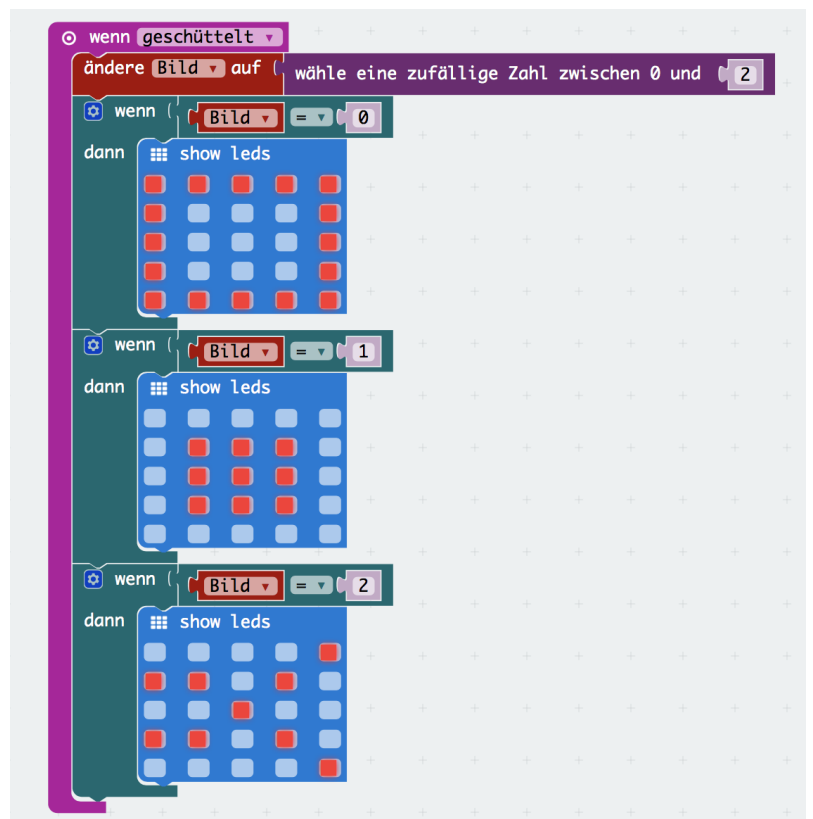 wenn geschüttelt
ändere Bild auf wähle eine zufällige Zahl zwischen 0 und 2
wenn Bild = 0
dann show leds
wenn Bild = 1
dann show leds
wenn Bild = 2
dann show leds